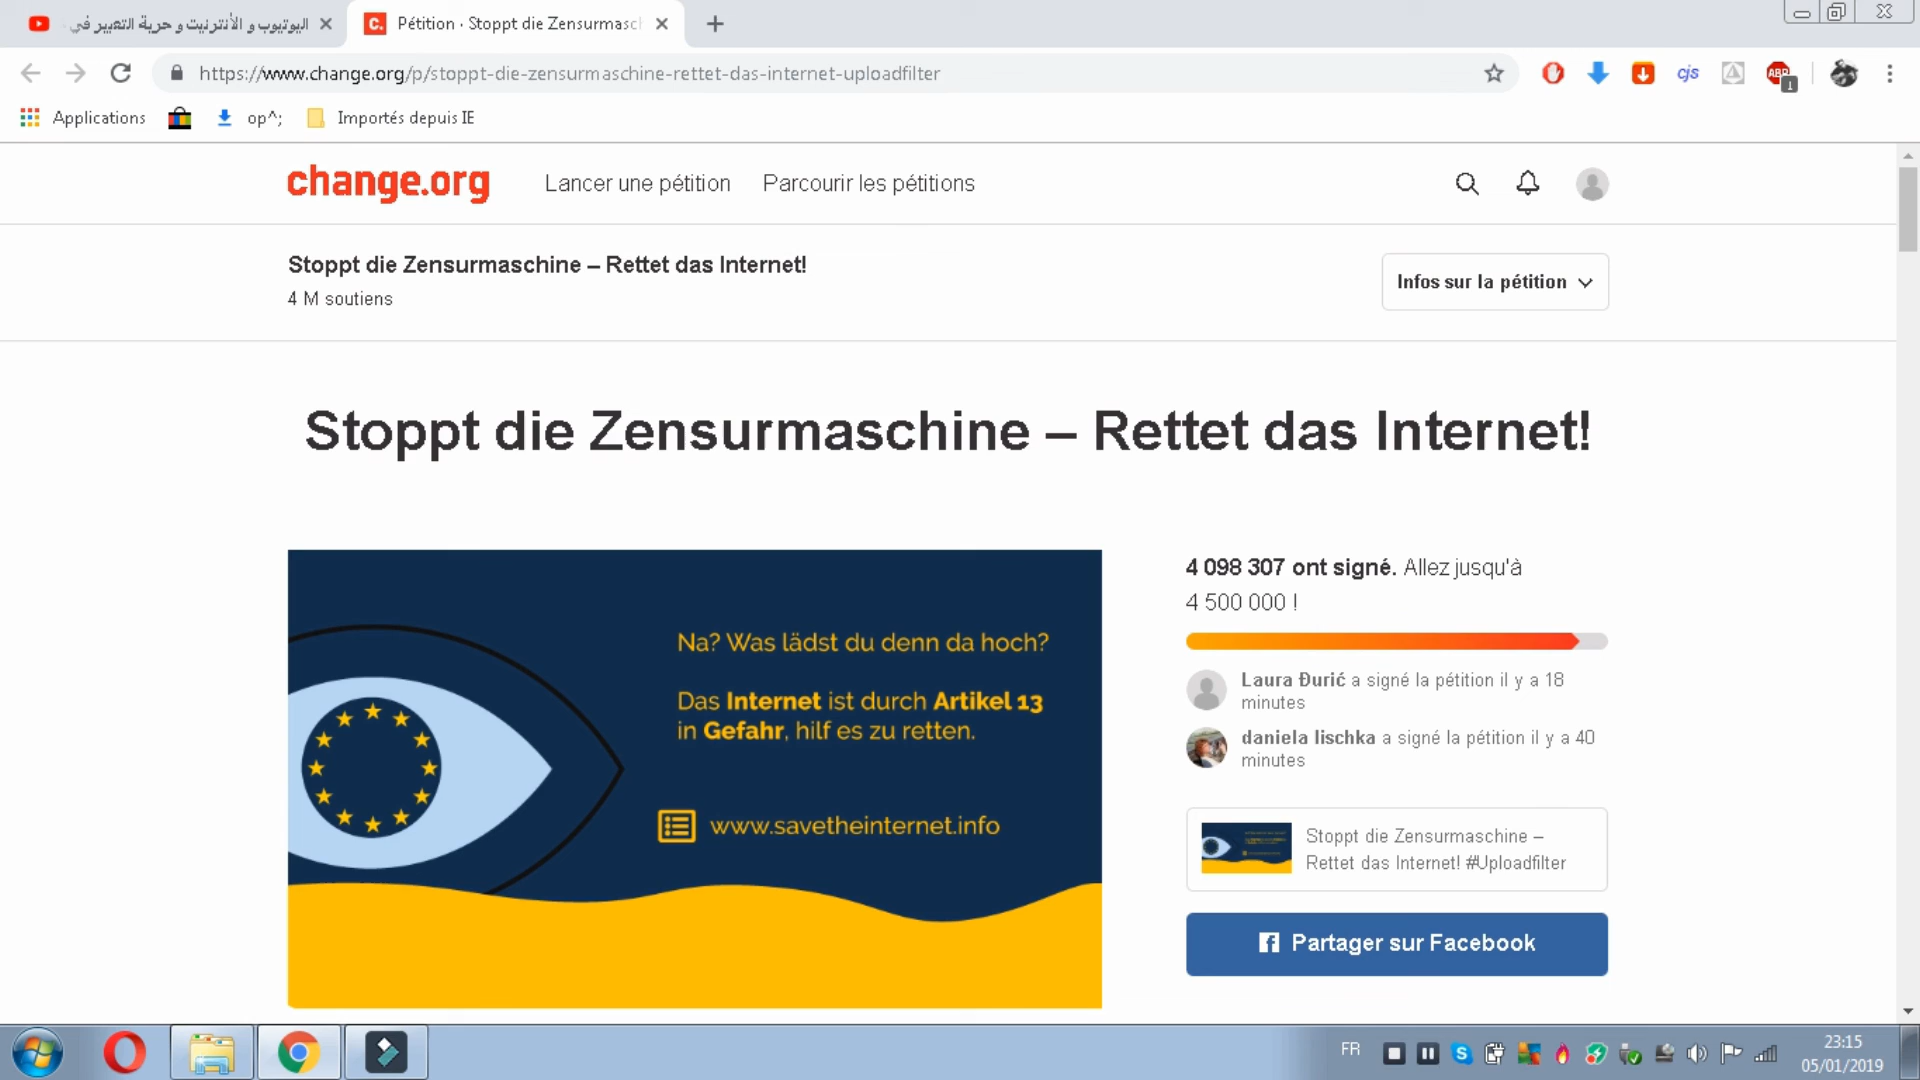 اليوتيوب و الأنترنيت و حرية التعبير في
Pétition · Stoppt die Zensurmasch
https://www.change.org/p/stoppt-die-zensurmaschine-rettet-das-internet-uploadfilter
cjs
ABP
1
Applications
op^;
Importés depuis IE
change.org
Lancer une pétition
Parcourir les pétitions
Stoppt die Zensurmaschine – Rettet das Internet!
4 M soutiens
Infos sur la pétition
Stoppt die Zensurmaschine – Rettet das Internet!
Na? Was lädst du denn da hoch?
Das Internet ist durch Artikel 13
in Gefahr, hilf es zu retten.
www.savetheinternet.info
4 098 307 ont signé. Allez jusqu'à
4 500 000 !
Laura Đurić a signé la pétition il y a 18
minutes
daniela lischka a signé la pétition il y a 40
minutes
Stoppt die Zensurmaschine –
Rettet das Internet! #Uploadfilter
Partager sur Facebook
FR
23:15
05/01/2019